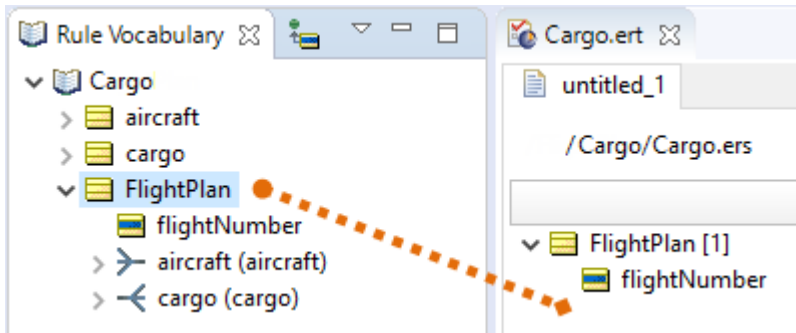 Rule Vocabulary
Cargo
aircraft
cargo
FlightPlan
flightNumber
aircraft (aircraft)
cargo (cargo)
Cargo.ert
untitled_1
/Cargo/Cargo.ers
FlightPlan [1]
flightNumber